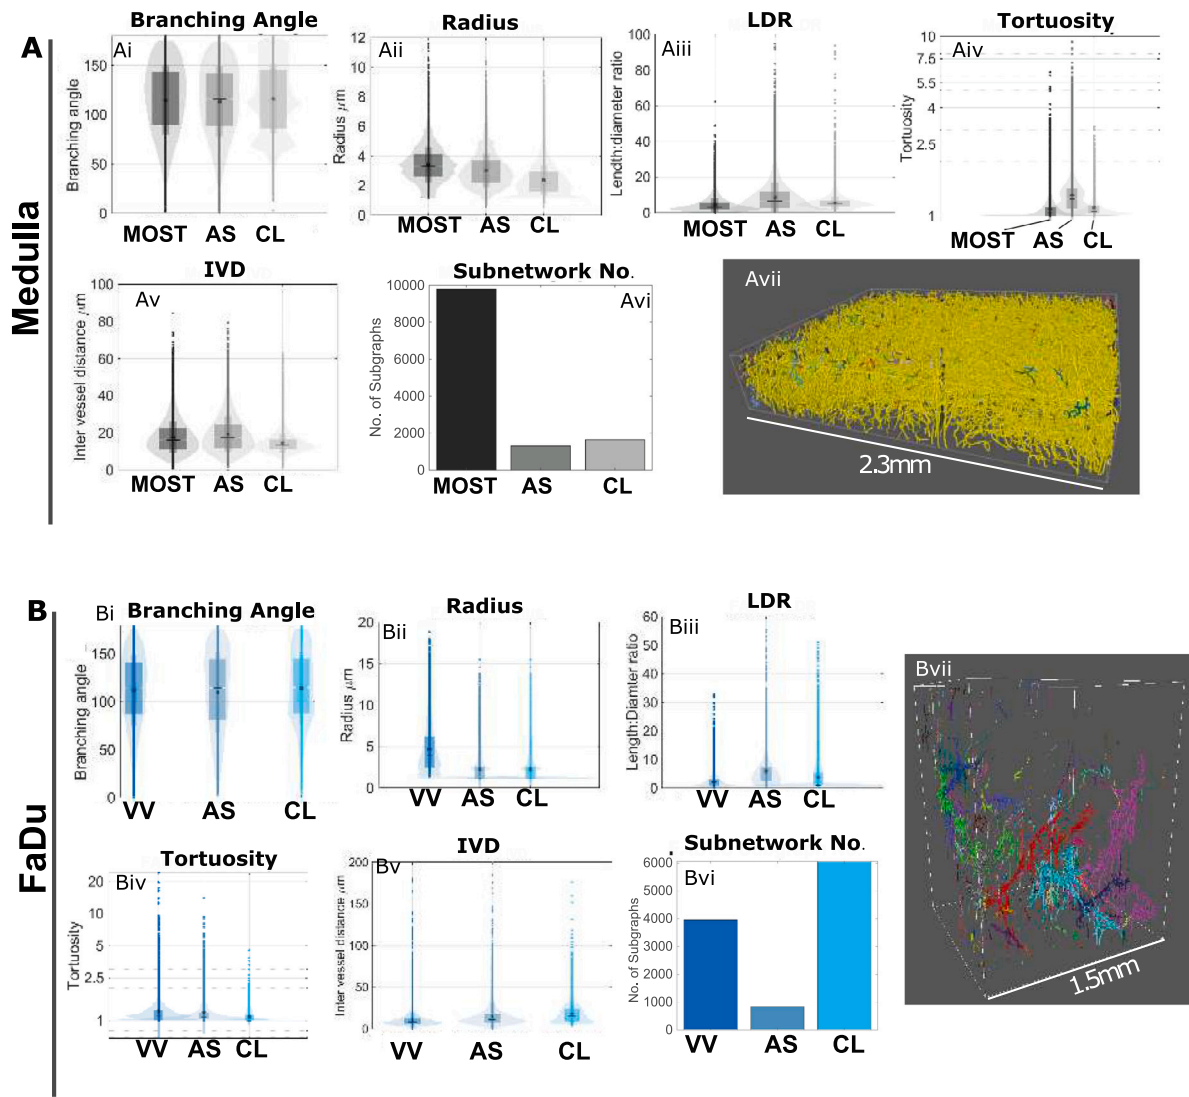 A
Medulla
Branching Angle
Ai
Branching angle
150
100
50
0
MOST AS CL
Radius
Aii
Radius µm
12
10
8
6
4
2
0
MOST AS CL
LDR
Aiii
Lendth:diameter ratio
100
80
60
40
20
0
MOST AS CL
Tortuosity
Aiv
Tortuosity
10
7.5
5.5
4
2.5
1
MOST AS CL
IVD
Av
Inter vessel distance µm
100
80
60
40
20
0
MOST AS CL
Subnetwork No.
Avi
No. of Subgraphs
10000
8000
6000
4000
2000
0
MOST AS CL
Avii
2.3mm
B
FaDu
Branching Angle
Bi
Branching angle
150
100
50
0
VV AS CL
Radius
Bii
Radius µm
20
15
10
5
0
VV AS CL
LDR
Biii
Length:Diamter ratio
60
50
40
30
20
10
0
VV AS CL
Tortuosity
Biv
Tortuosity
20
10
5
2.5
1
VV AS CL
IVD
Bv
Inter vessel distance µm
200
150
100
50
0
VV AS CL
Subnetwork No.
Bvi
No. of Subgraphs
6000
5000
4000
3000
2000
1000
0
VV AS CL
Bvii
1.5mm